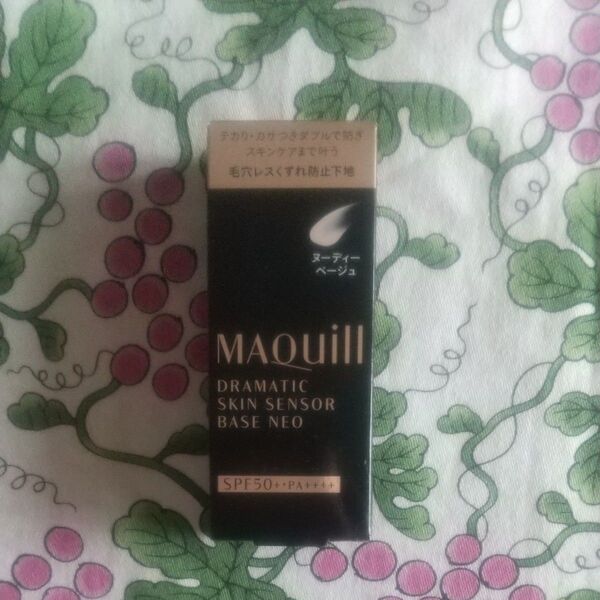 テカリ・カサつきダブルで防ぎ
スキンケアまで叶う
毛穴レスくずれ防止下地
ヌーディー
ベージュ
MAQuill
DRAMATIC
SKIN SENSOR
BASE NEO
SPF50+・PA++++